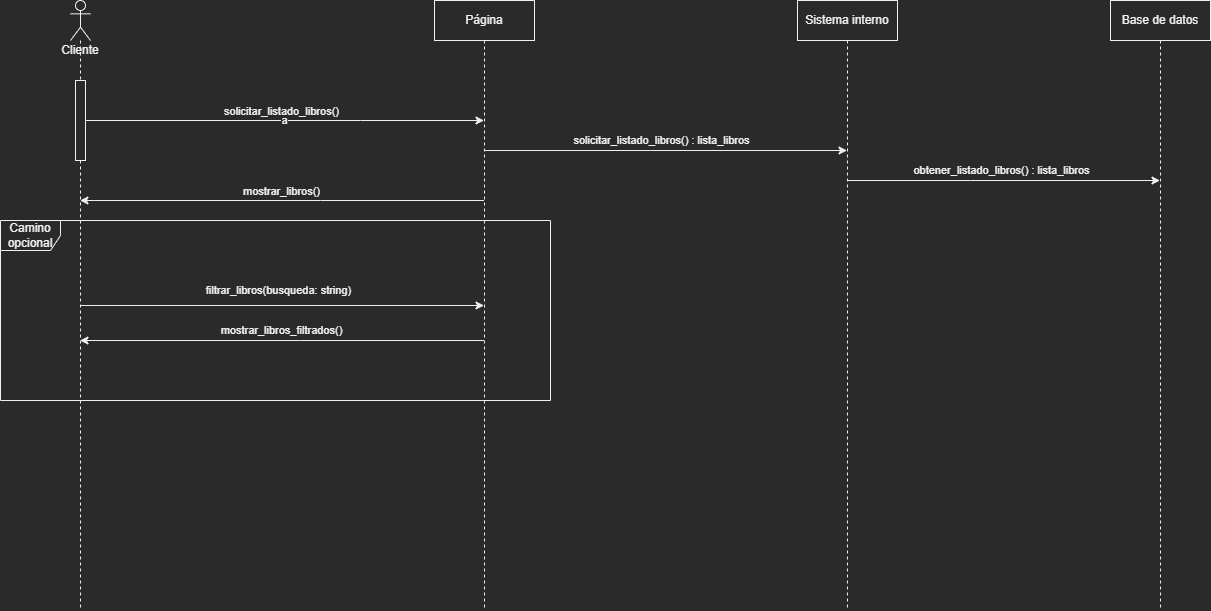 Cliente
Página
Sistema interno
Base de datos
solicitar_listado_libros()
a
solicitar_listado_libros() : lista_libros
obtener_listado_libros() : lista_libros
mostrar_libros()
Camino
opcional
filtrar_libros(busqueda: string)
mostrar_libros_filtrados()